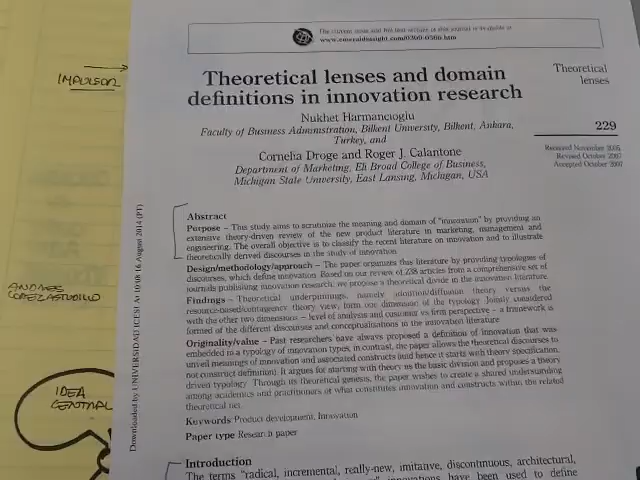 The current issue and full text archive of this journal is available at
www.emeraldinsight.com/0309-0566.htm
IMPULSOR
Theoretical lenses and domain
definitions in innovation research
Theoretical
lenses
Nukhet Harmancioglu
Faculty of Business Administration, Bilkent University, Bilkent, Ankara,
Turkey, and
229
Cornelia Droge and Roger J. Calantone
Department of Marketing, Eli Broad College of Business,
Michigan State University, East Lansing, Michigan, USA
Received November 2005
Revised October 2007
Accepted October 2007
Abstract
Purpose – This study aims to scrutinize the meaning and domain of "innovation" by providing an
extensive theory-driven review of the new product literature in marketing, management and
engineering. The overall objective is to classify the recent literature on innovation and to illustrate
theoretically derived discourses in the study of innovation.
Design/methodology/approach – The paper organizes this literature by providing typologies of
discourses, which define innovation. Based on our review of 238 articles from a comprehensive set of
journals publishing innovation research, we propose a theoretical divide in the innovation literature.
Findings – Theoretical underpinnings, namely adoption/diffusion theory versus the
resource-based/contingency theory view, form one dimension of the typology. Jointly considered
with the other two dimensions – level of analysis and customer vs firm perspective – a framework is
formed of the different discourses and conceptualisations in the innovation literature.
Originality/value – Past researchers have always proposed a definition of innovation that was
embedded in a typology of innovation types; in contrast, the paper allows the theoretical discourses to
unveil meanings of innovation and associated constructs (and hence it starts with theory specification,
not construct definition). It argues for starting with theory as the basic division and proposes a theory
driven typology. Through its theoretical genesis, the paper wishes to create a shared understanding
among academics and practitioners of what constitutes innovation and constructs within the related
theoretical net.
Keywords Product development, Innovation
Paper type Research paper
Introduction
The terms "radical, incremental, really-new, imitative, discontinuous, architectural,
innovations have been used to define
Downloaded by UNIVERSIDAD ICESI At 10:08 16 August 2014 (PT)
ANDRES
LOPEZ ASTUDILLO
IDEA
CENTRAL